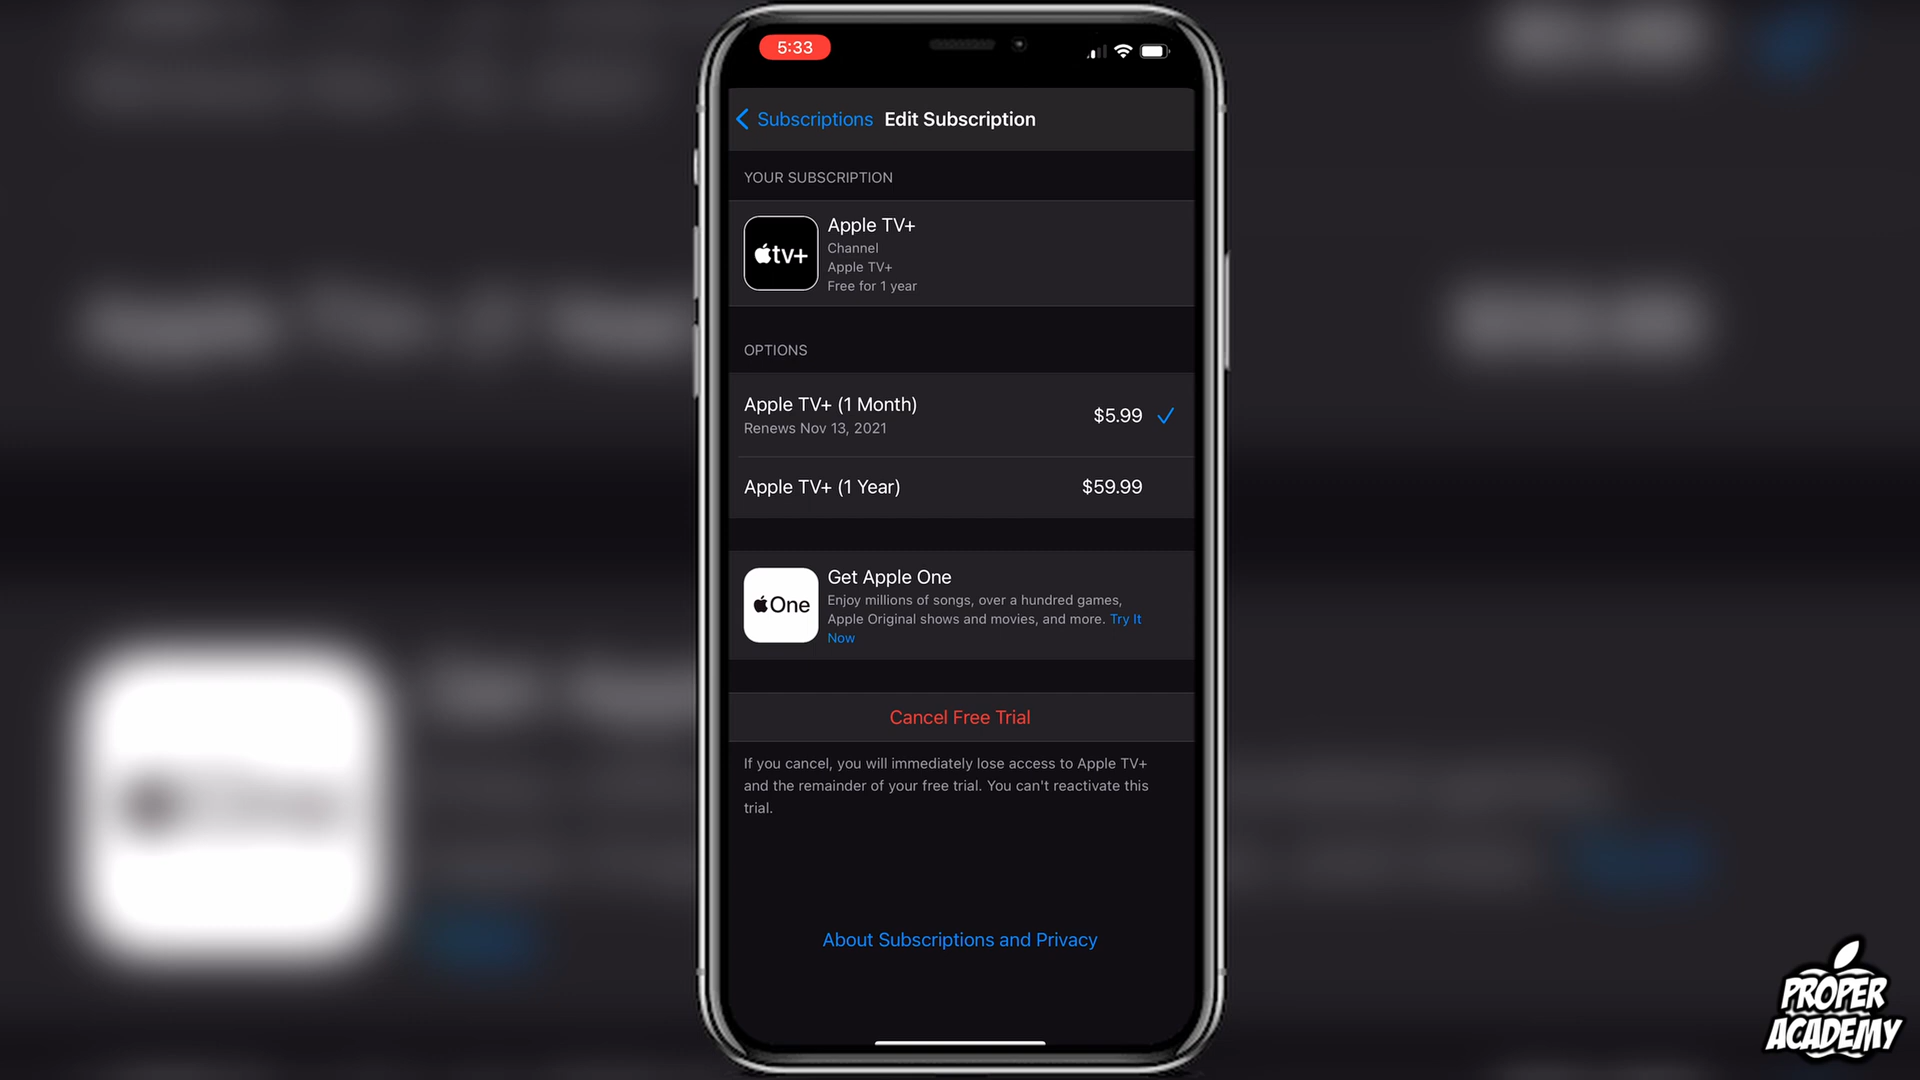 5:33
Subscriptions Edit Subscription
YOUR SUBSCRIPTION
tv+
Apple TV+
Channel
Apple TV+
Free for 1 year
OPTIONS
Apple TV+ (1 Month) $5.99
Renews Nov 13, 2021
Apple TV+ (1 Year) $59.99
One
Get Apple One
Enjoy millions of songs, over a hundred games,
Apple Original shows and movies, and more. Try It
Now
Cancel Free Trial
If you cancel, you will immediately lose access to Apple TV+
and the remainder of your free trial. You can't reactivate this
trial.
About Subscriptions and Privacy
PROPER
ACADEMY